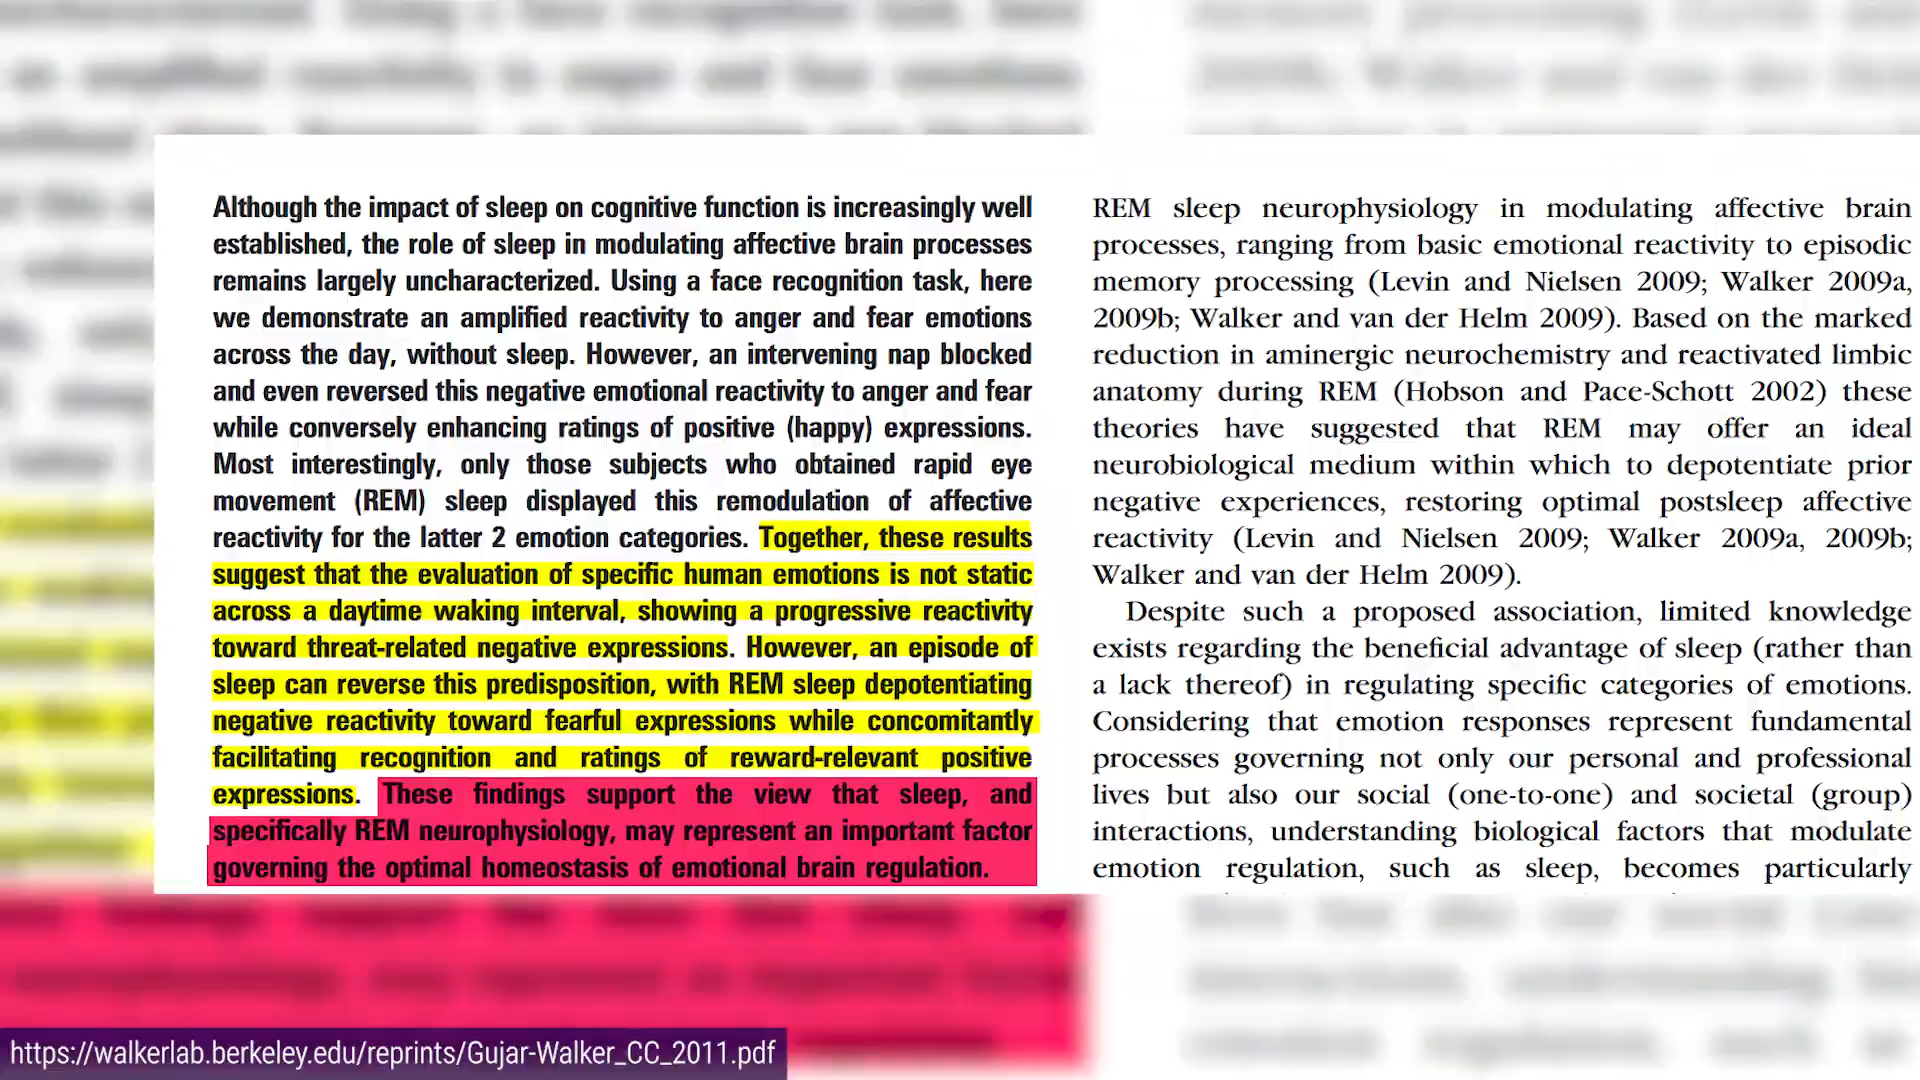 Although the impact of sleep on cognitive function is increasingly well
established, the role of sleep in modulating affective brain processes
remains largely uncharacterized. Using a face recognition task, here
we demonstrate an amplified reactivity to anger and fear emotions
across the day, without sleep. However, an intervening nap blocked
and even reversed this negative emotional reactivity to anger and fear
while conversely enhancing ratings of positive (happy) expressions.
Most interestingly, only those subjects who obtained rapid eye
movement (REM) sleep displayed this remodulation of affective
reactivity for the latter 2 emotion categories. Together, these results
suggest that the evaluation of specific human emotions is not static
across a daytime waking interval, showing a progressive reactivity
toward threat-related negative expressions. However, an episode of
sleep can reverse this predisposition, with REM sleep depotentiating
negative reactivity toward fearful expressions while concomitantly
facilitating recognition and ratings of reward-relevant positive
expressions. These findings support the view that sleep, and
specifically REM neurophysiology, may represent an important factor
governing the optimal homeostasis of emotional brain regulation.
REM sleep neurophysiology in modulating affective brain
processes, ranging from basic emotional reactivity to episodic
memory processing (Levin and Nielsen 2009; Walker 2009a,
2009b; Walker and van der Helm 2009). Based on the marked
reduction in aminergic neurochemistry and reactivated limbic
anatomy during REM (Hobson and Pace-Schott 2002) these
theories have suggested that REM may offer an ideal
neurobiological medium within which to depotentiate prior
negative experiences, restoring optimal postsleep affective
reactivity (Levin and Nielsen 2009; Walker 2009a, 2009b;
Walker and van der Helm 2009).
Despite such a proposed association, limited knowledge
exists regarding the beneficial advantage of sleep (rather than
a lack thereof) in regulating specific categories of emotions.
Considering that emotion responses represent fundamental
processes governing not only our personal and professional
lives but also our social (one-to-one) and societal (group)
interactions, understanding biological factors that modulate
emotion regulation, such as sleep, becomes particularly
https://walkerlab.berkeley.edu/reprints/Gujar-Walker_CC_2011.pdf